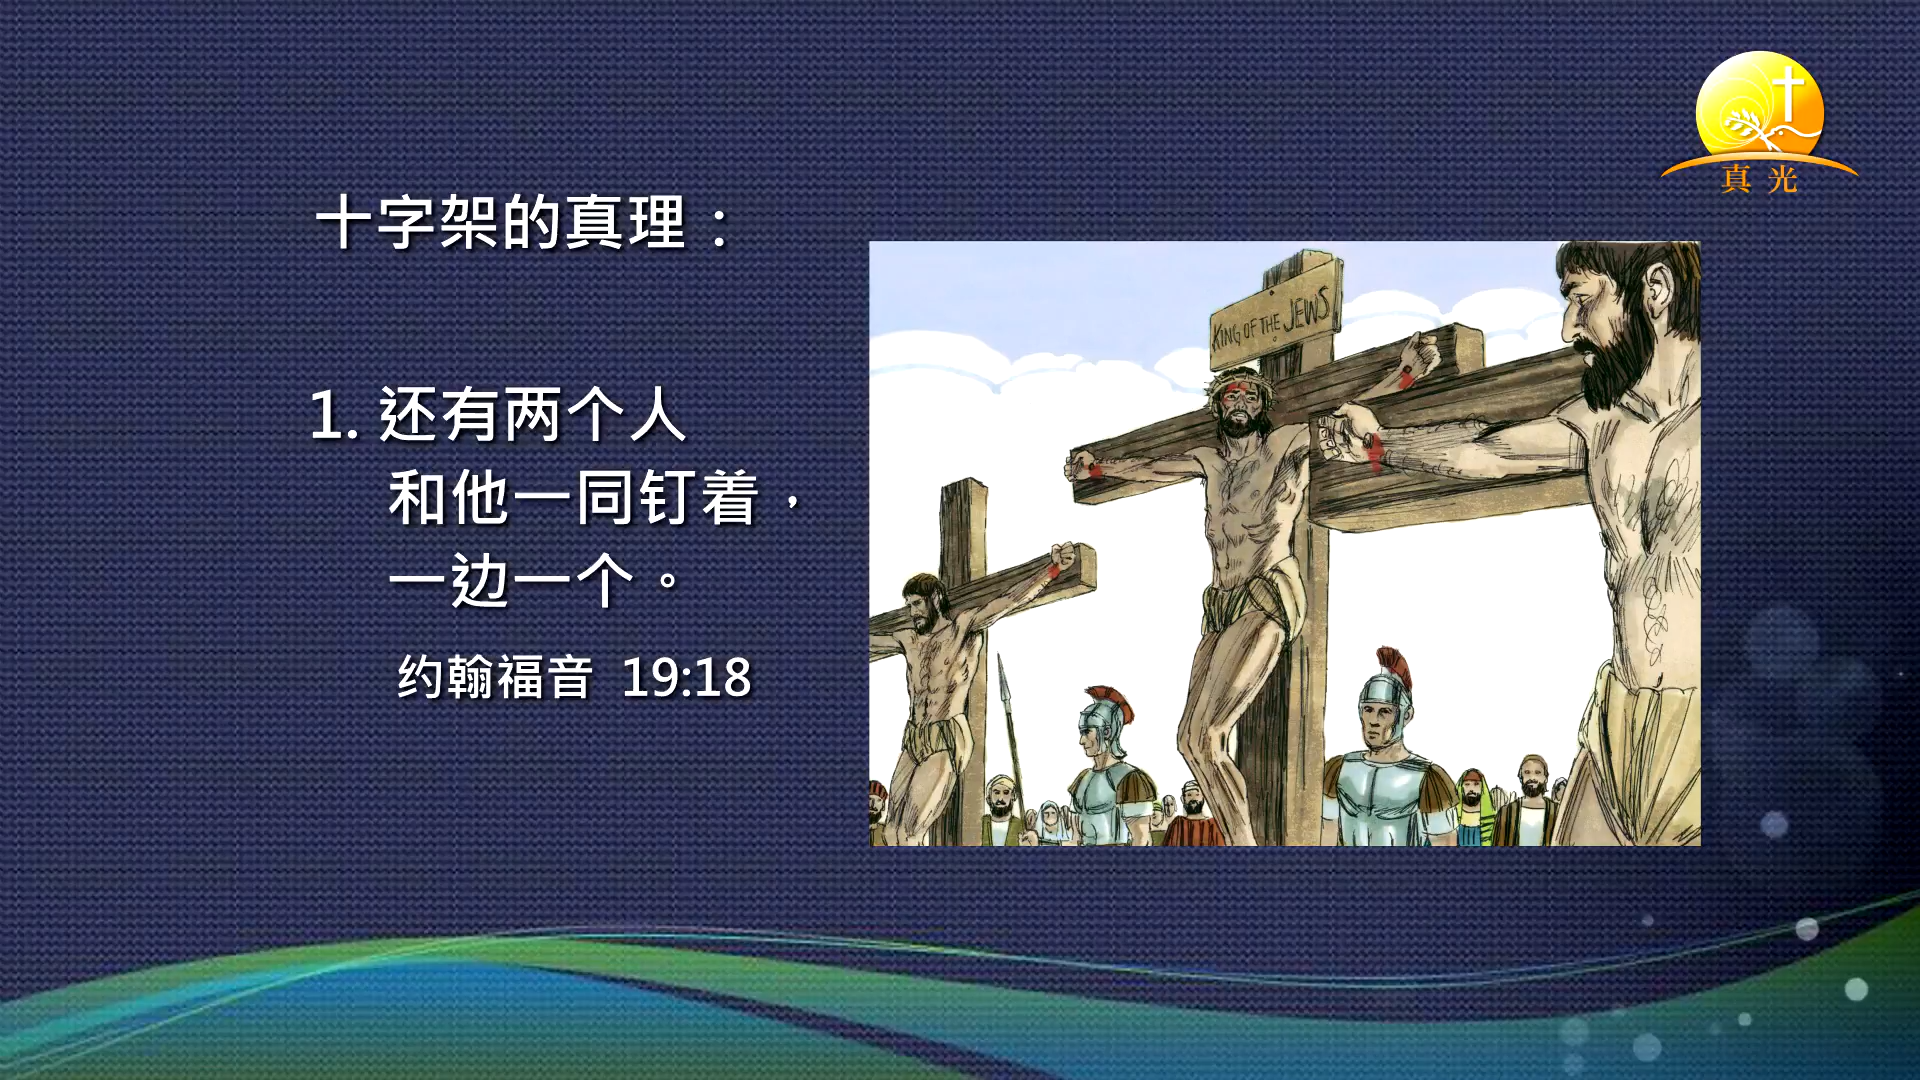 真光
十字架的真理：
1. 还有两个人
和他一同钉着，
一边一个。
约翰福音 19:18
KING OF THE JEWS